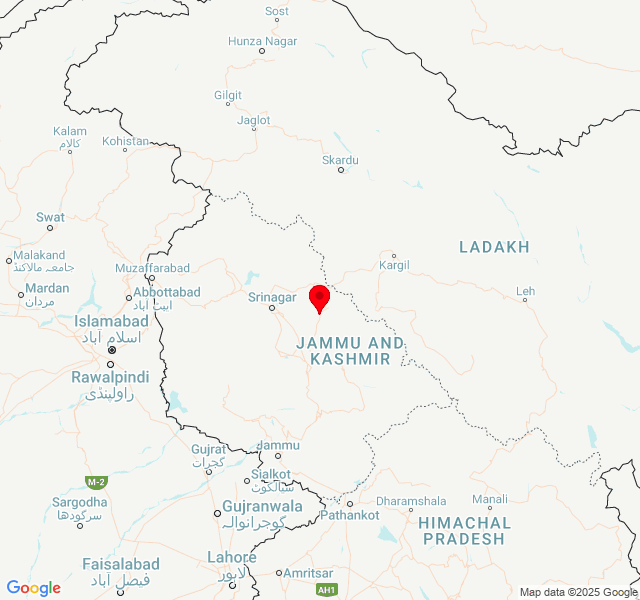 Sost
Hunza Nagar
Gilgit
Jaglot
Kalam
كالام
Kohistan
Skardu
Swat
LADAKH
Malakand
جامعہ مالاکنڈ
Muzaffarabad
Kargil
Mardan
مردان
Abbottabad
ایبٹ آباد
Srinagar
Leh
Islamabad
اسلام آباد
JAMMU AND
KASHMIR
Rawalpindi
راولپنڈی
Jammu
Gujrat
گجرات
Sialkot
سیالکوٹ
M-2
Sargodha
سرگودھا
Gujranwala
گوجرانوالہ
Pathankot
Dharamshala
Manali
HIMACHAL
PRADESH
Faisalabad
فیصل آباد
Lahore
لاہور
Amritsar
AH1
Google
Map data ©2025 Google